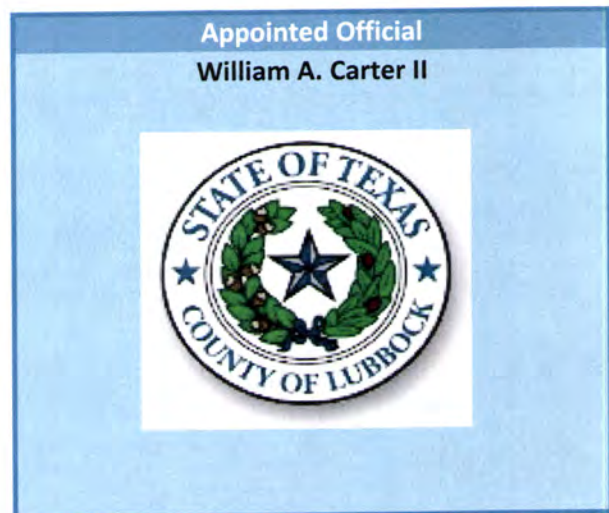 Appointed Official
William A. Carter II
STATE OF TEXAS
COUNTY OF LUBBOCK